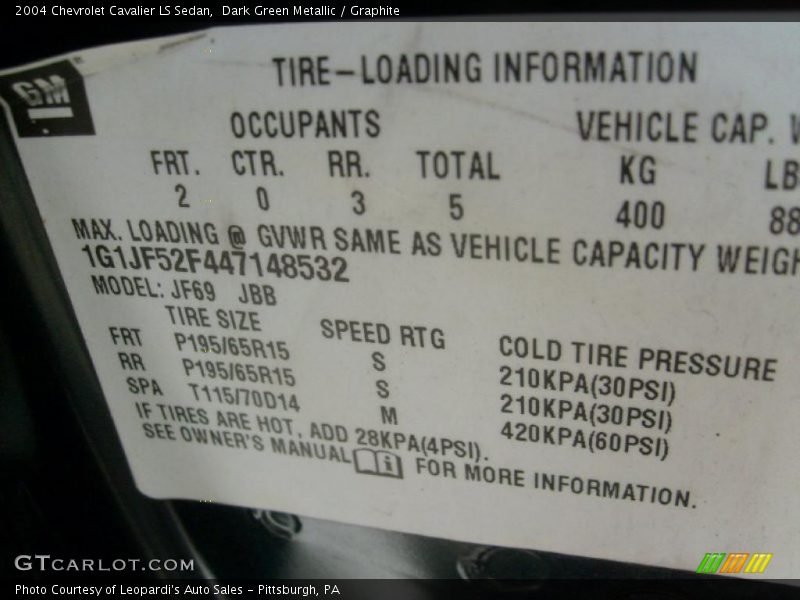 2004 Chevrolet Cavalier LS Sedan, Dark Green Metallic / Graphite
GM
TIRE-LOADING INFORMATION
OCCUPANTS VEHICLE CAP.
FRT. CTR. RR. TOTAL KG LB
2 0 3 5 400 88
MAX. LOADING @ GVWR SAME AS VEHICLE CAPACITY WEIGH
1G1JF52F447148532
MODEL: JF69 JBB
TIRE SIZE SPEED RTG COLD TIRE PRESSURE
FRT P195/65R15 S 210KPA(30PSI)
RR P195/65R15 S 210KPA(30PSI)
SPA T115/70D14 M 420KPA(60PSI)
IF TIRES ARE HOT, ADD 28KPA(4PSI).
SEE OWNER'S MANUAL i FOR MORE INFORMATION.
GTCARLOT.COM
Photo Courtesy of Leopardi's Auto Sales - Pittsburgh, PA